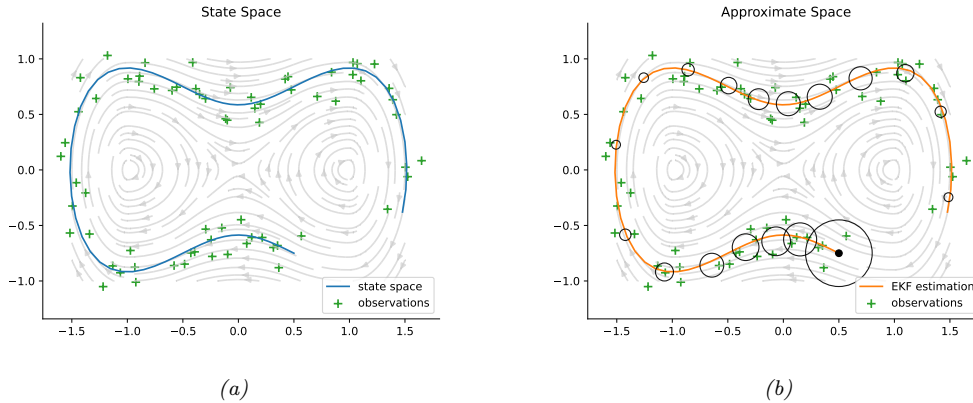 State Space
1.0
0.5
0.0
−0.5
−1.0
−1.5 −1.0 −0.5 0.0 0.5 1.0 1.5
state space
observations
(a)
Approximate Space
1.0
0.5
0.0
−0.5
−1.0
−1.5 −1.0 −0.5 0.0 0.5 1.0 1.5
EKF estimation
observations
(b)